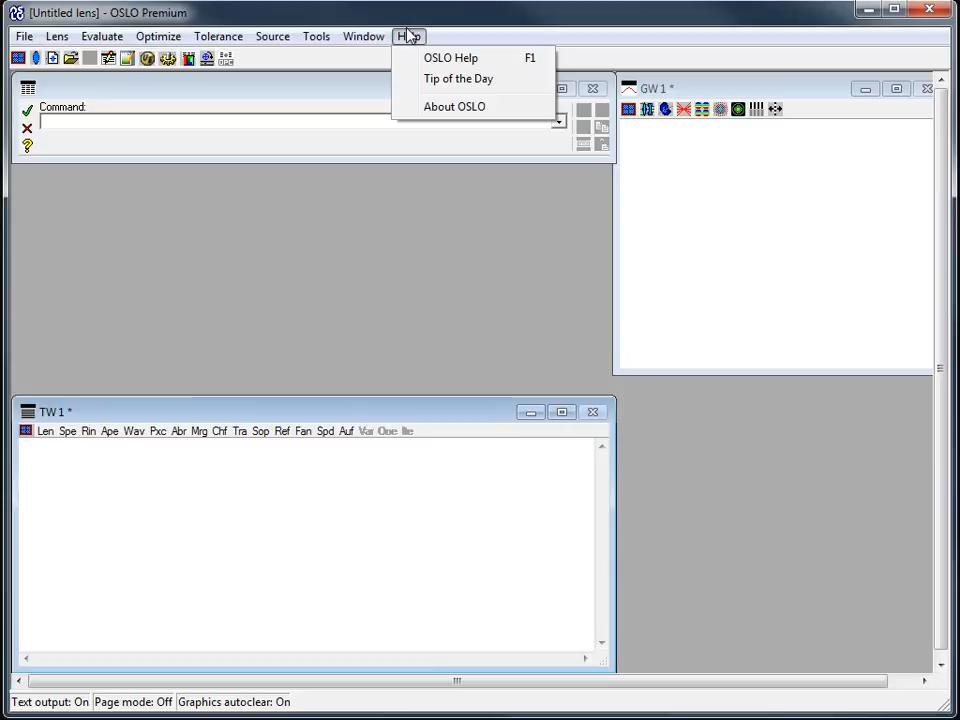 [Untitled lens] - OSLO Premium
File Lens Evaluate Optimize Tolerance Source Tools Window Help
OSLO Help F1
Tip of the Day
About OSLO
Command:
GW 1 *
TW 1 *
Len Spe Rin Ape Wav Pxc Abr Mrg Chf Tra Sop Ref Fan Spd Auf Var Ope Ite
Text output: On Page mode: Off Graphics autoclear: On